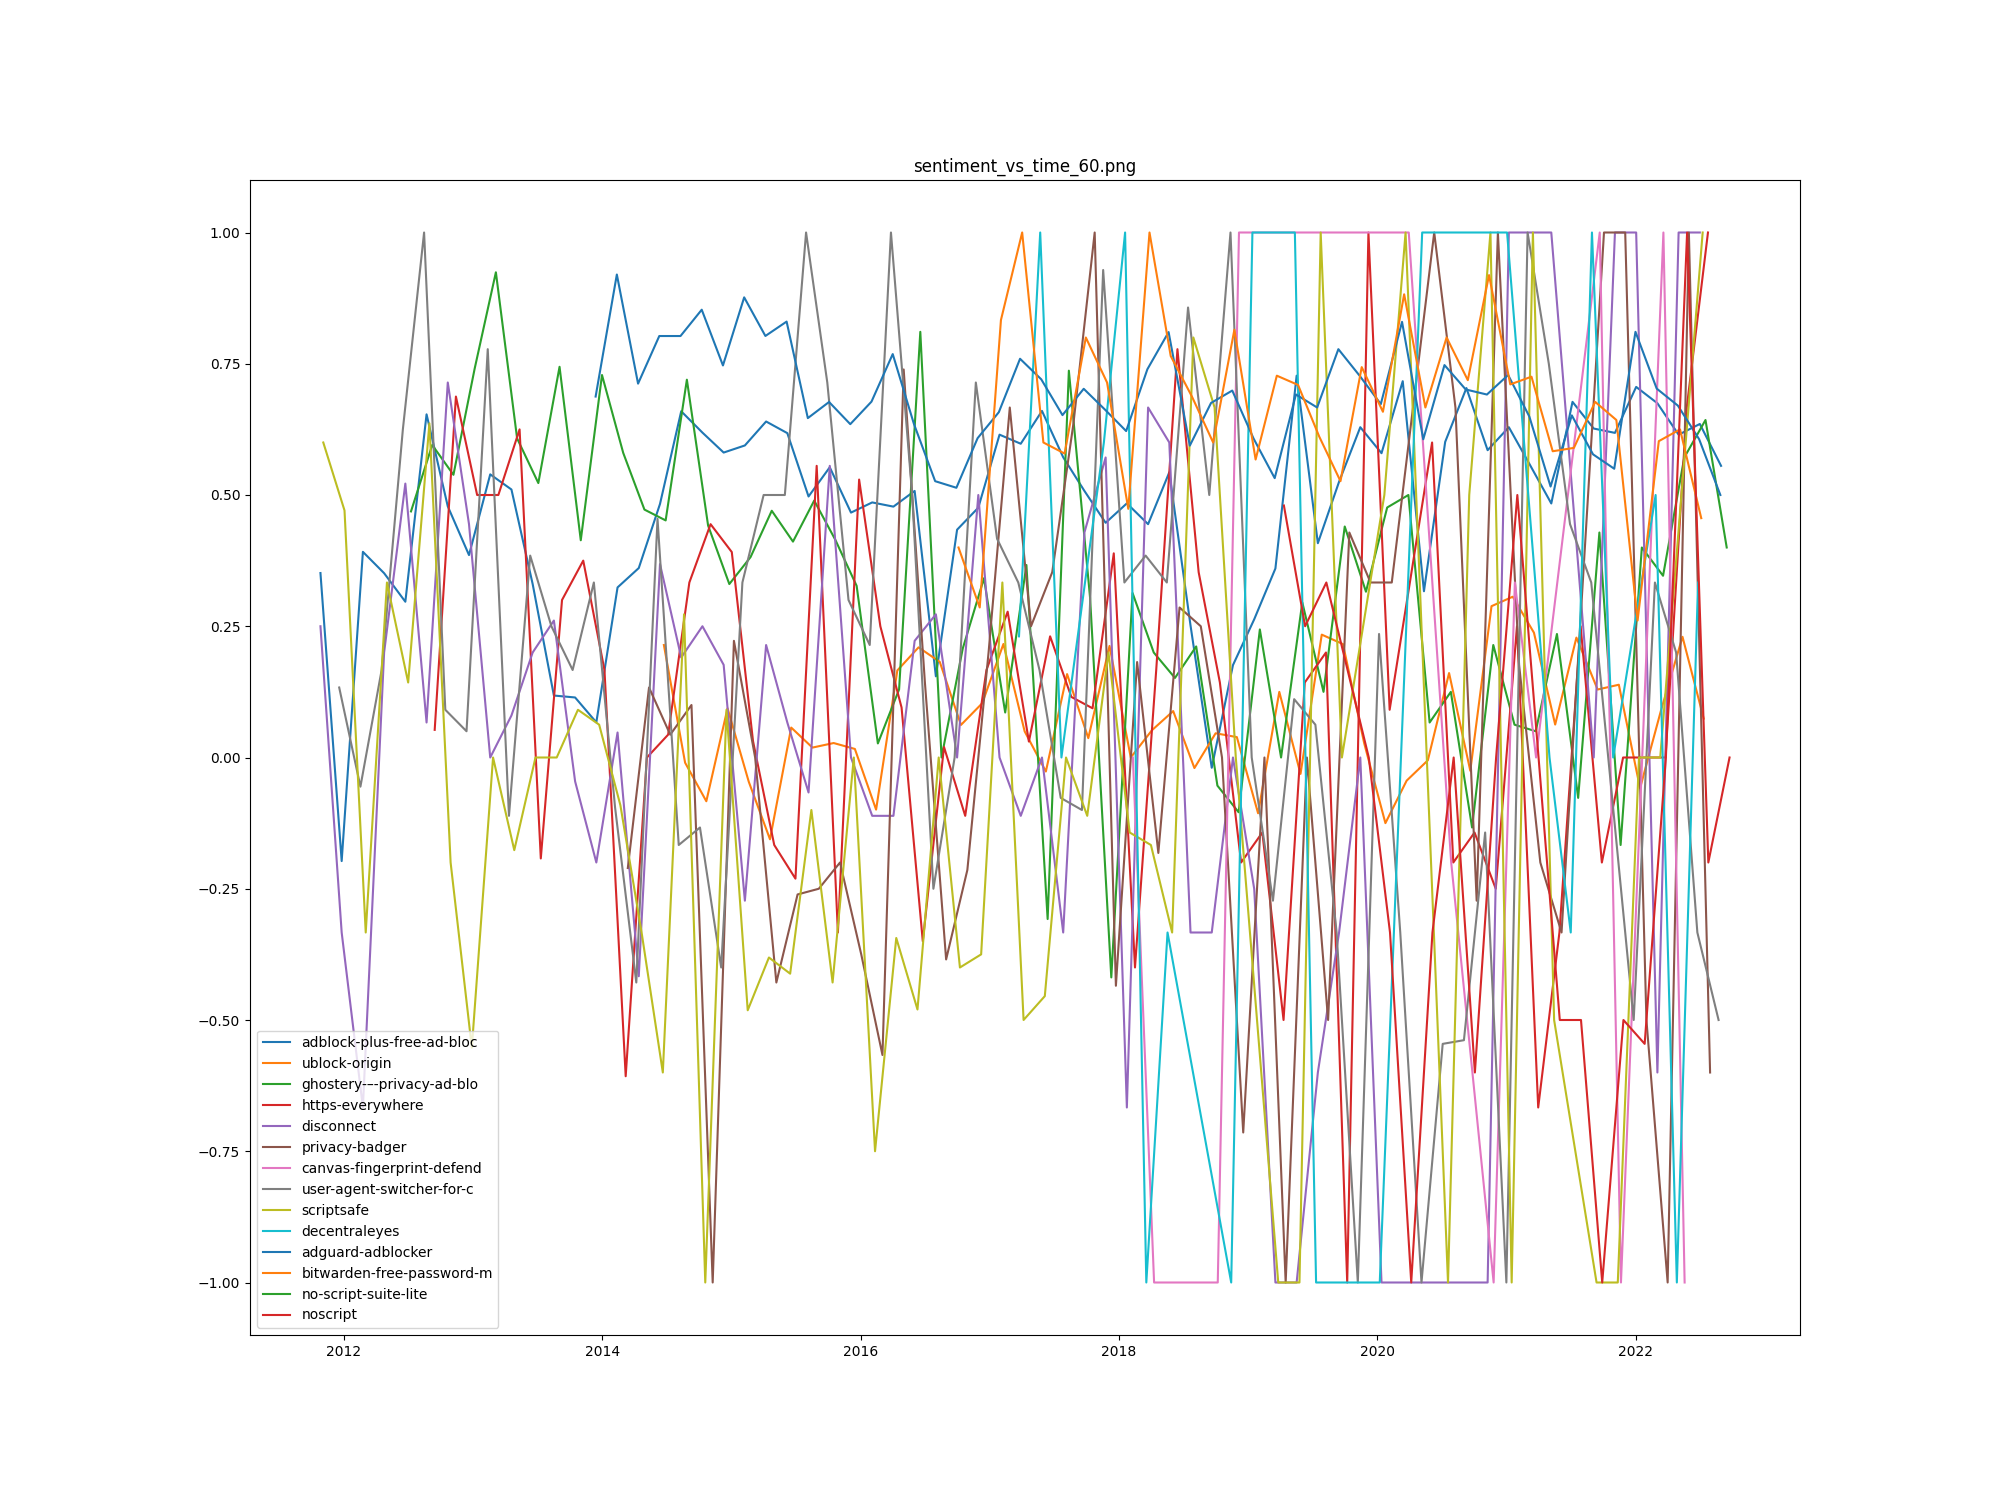 sentiment_vs_time_60.png
1.00
0.75
0.50
0.25
0.00
−0.25
−0.50
−0.75
−1.00
adblock-plus-free-ad-bloc
ublock-origin
ghostery---privacy-ad-blo
https-everywhere
disconnect
privacy-badger
canvas-fingerprint-defend
user-agent-switcher-for-c
scriptsafe
decentraleyes
adguard-adblocker
bitwarden-free-password-m
no-script-suite-lite
noscript
2012 2014 2016 2018 2020 2022